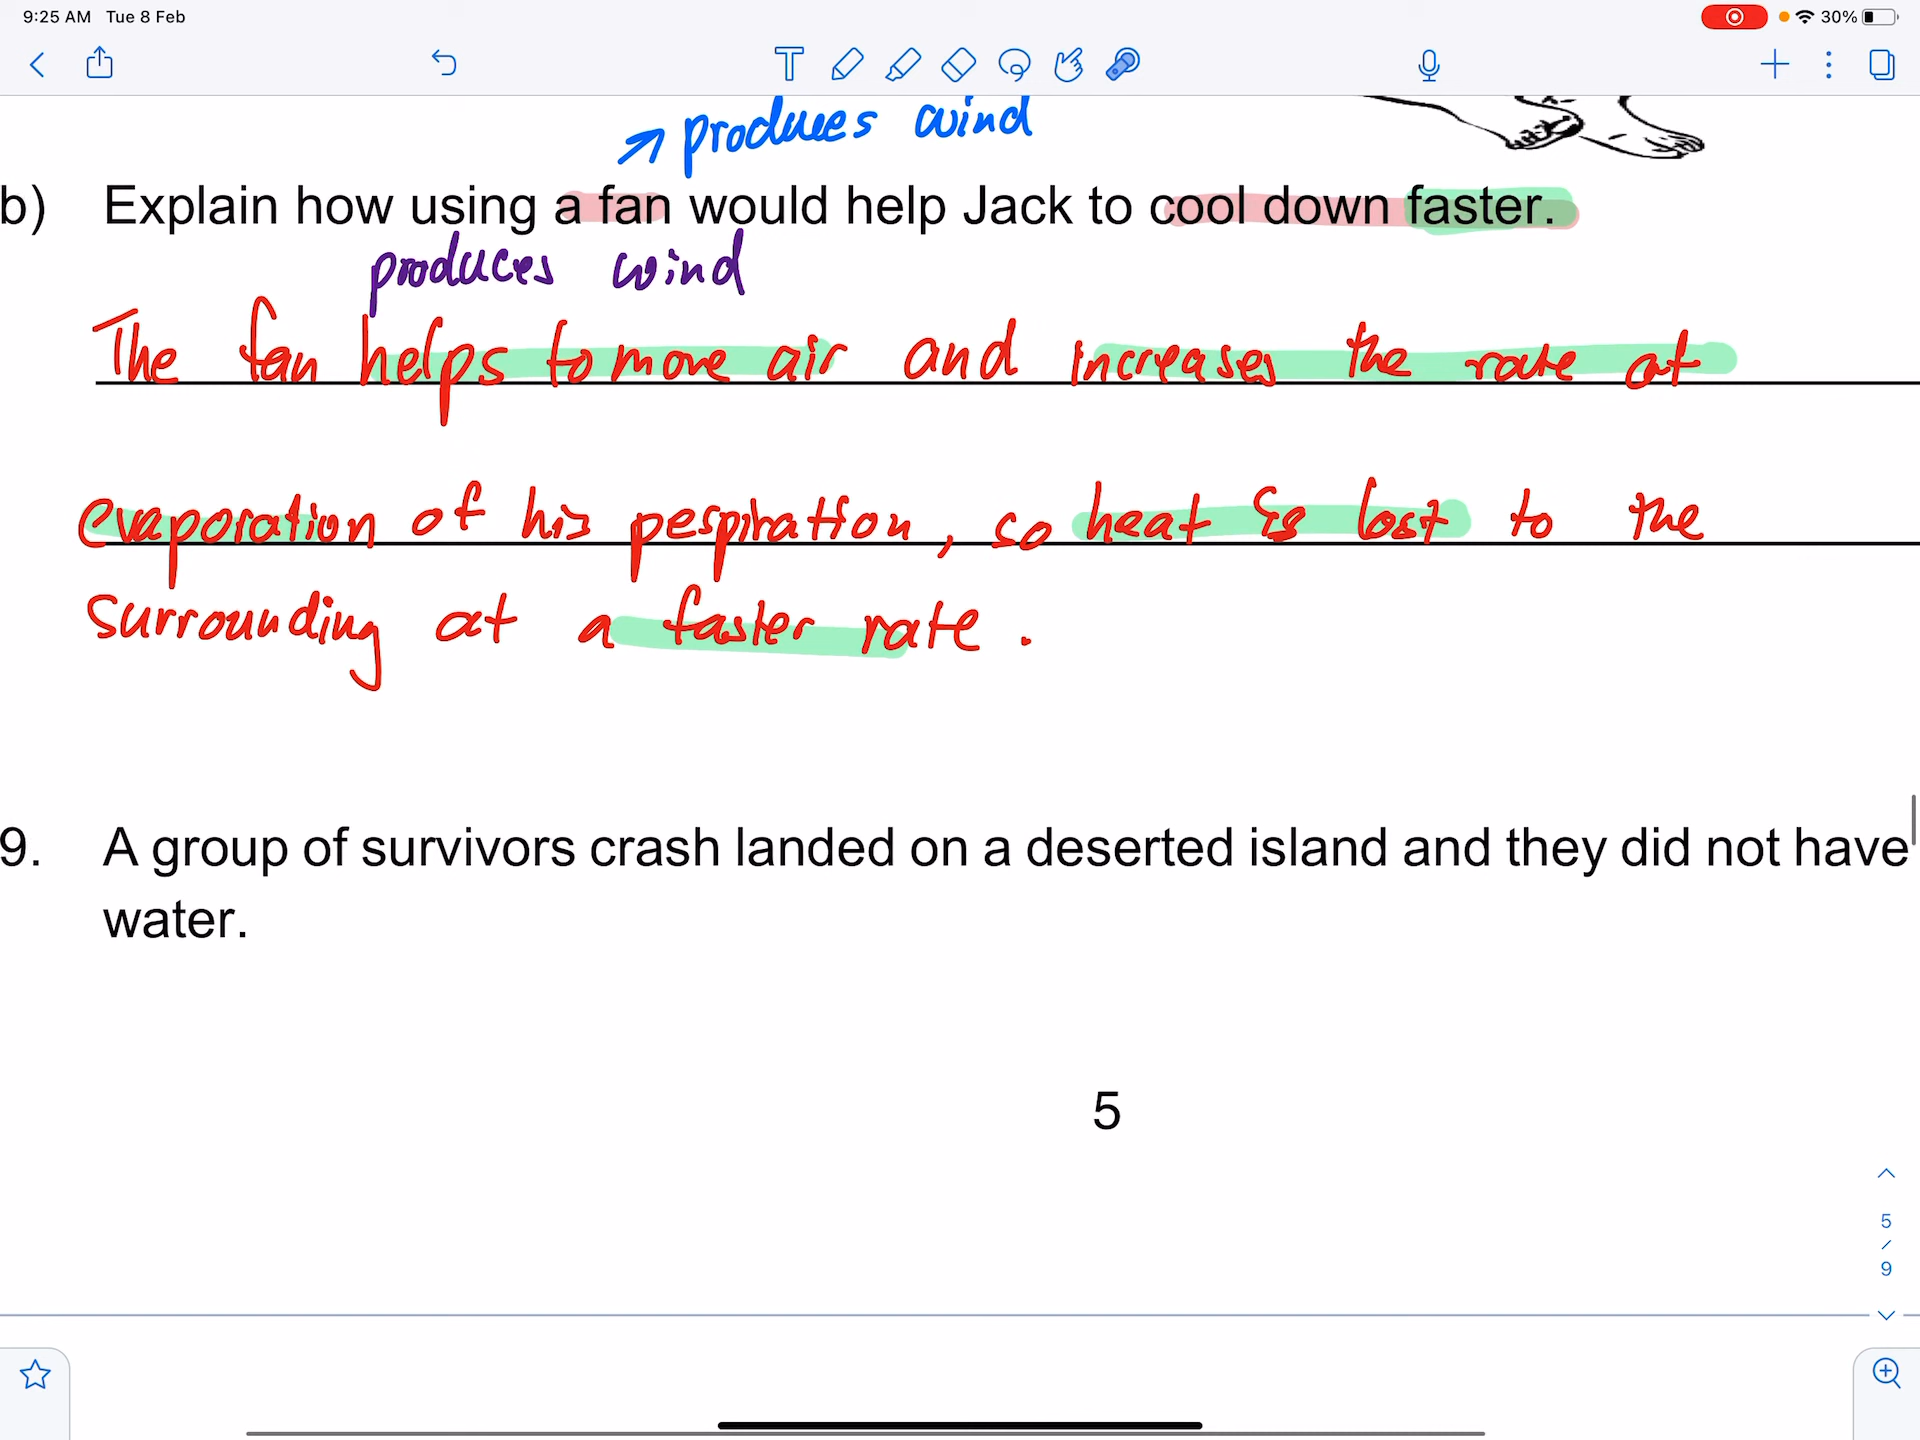 9:25 AM Tue 8 Feb
30%
produces wind
b) Explain how using a fan would help Jack to cool down faster.
produces wind
The fan helps to move air and increases the rate at
evaporation of his pespiration, so heat is lost to the
surrounding at a faster rate.
9. A group of survivors crash landed on a deserted island and they did not have
water.
5
5
/
9